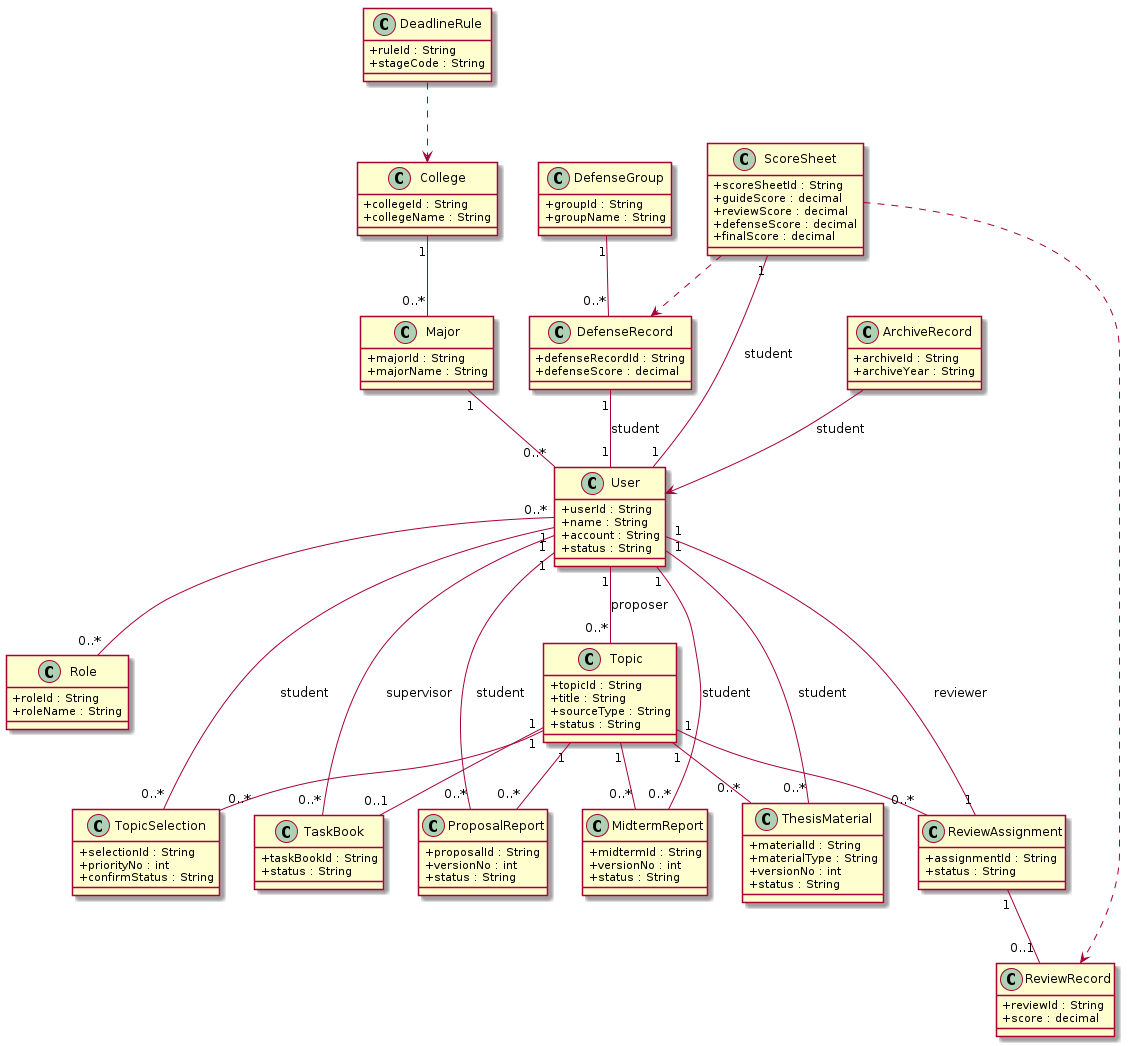 C DeadlineRule
+ruleId : String
+stageCode : String
C College
+collegeId : String
+collegeName : String
C DefenseGroup
+groupId : String
+groupName : String
C ScoreSheet
+scoreSheetId : String
+guideScore : decimal
+reviewScore : decimal
+defenseScore : decimal
+finalScore : decimal
1
1
1
0..*
0..*
C Major
+majorId : String
+majorName : String
C DefenseRecord
+defenseRecordId : String
+defenseScore : decimal
student
C ArchiveRecord
+archiveId : String
+archiveYear : String
1
1
student
student
0..*
1
1
C User
+userId : String
+name : String
+account : String
+status : String
0..*
1
1
1
1
1
1
1
proposer
0..*
0..*
C Role
+roleId : String
+roleName : String
student
supervisor
student
C Topic
+topicId : String
+title : String
+sourceType : String
+status : String
student
student
reviewer
1
1
1
1
1
1
0..*
0..*
0..*
0..1
0..*
0..*
0..*
0..*
0..*
0..*
0..*
1
C TopicSelection
+selectionId : String
+priorityNo : int
+confirmStatus : String
C TaskBook
+taskBookId : String
+status : String
C ProposalReport
+proposalId : String
+versionNo : int
+status : String
C MidtermReport
+midtermId : String
+versionNo : int
+status : String
C ThesisMaterial
+materialId : String
+materialType : String
+versionNo : int
+status : String
C ReviewAssignment
+assignmentId : String
+status : String
1
0..1
C ReviewRecord
+reviewId : String
+score : decimal